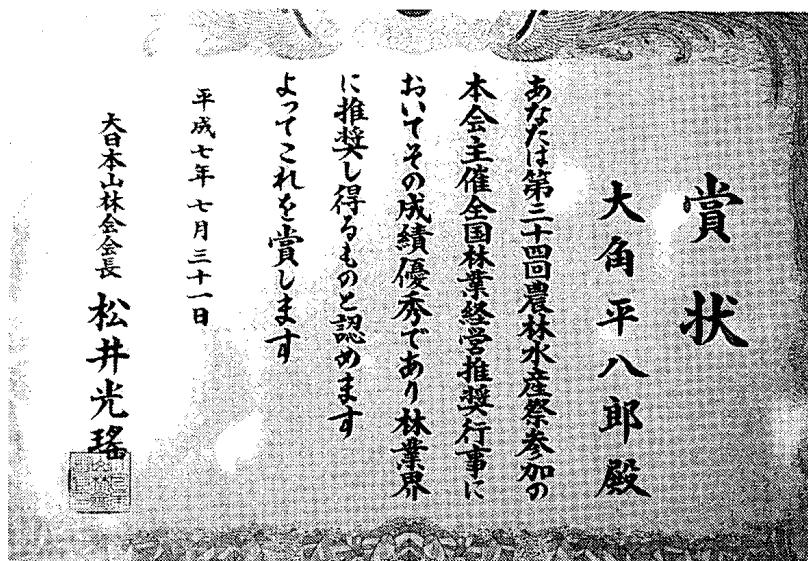 賞状
大角平八郎殿
あなたは第三十四回農林水産祭参加の
本会主催全国林業経営推奨行事に
おいてその成績優秀であり林業界
に推奨し得るものと認めます
よってこれを賞します
平成七年七月三十一日
大日本山林会会長 松井光瑤